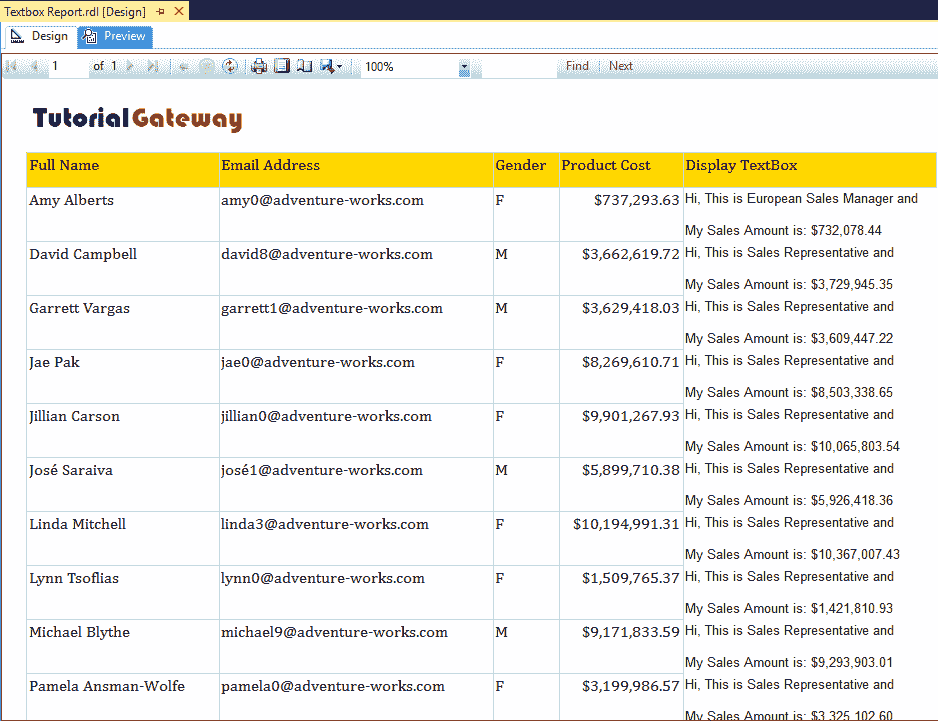 Textbox Report.rdl [Design]
Design Preview
1 of 1 100% Find Next
TutorialGateway
Full Name Email Address Gender Product Cost Display TextBox
Amy Alberts amy0@adventure-works.com F $737,293.63 Hi, This is European Sales Manager and
My Sales Amount is: $732,078.44
David Campbell david8@adventure-works.com M $3,662,619.72 Hi, This is Sales Representative and
My Sales Amount is: $3,729,945.35
Garrett Vargas garrett1@adventure-works.com M $3,629,418.03 Hi, This is Sales Representative and
My Sales Amount is: $3,609,447.22
Jae Pak jae0@adventure-works.com F $8,269,610.71 Hi, This is Sales Representative and
My Sales Amount is: $8,503,338.65
Jillian Carson jillian0@adventure-works.com F $9,901,267.93 Hi, This is Sales Representative and
My Sales Amount is: $10,065,803.54
José Saraiva josé1@adventure-works.com M $5,899,710.38 Hi, This is Sales Representative and
My Sales Amount is: $5,926,418.36
Linda Mitchell linda3@adventure-works.com F $10,194,991.31 Hi, This is Sales Representative and
My Sales Amount is: $10,367,007.43
Lynn Tsoflias lynn0@adventure-works.com F $1,509,765.37 Hi, This is Sales Representative and
My Sales Amount is: $1,421,810.93
Michael Blythe michael9@adventure-works.com M $9,171,833.59 Hi, This is Sales Representative and
My Sales Amount is: $9,293,903.01
Pamela Ansman-Wolfe pamela0@adventure-works.com F $3,199,986.57 Hi, This is Sales Representative and
My Sales Amount is: $3,325,102.60